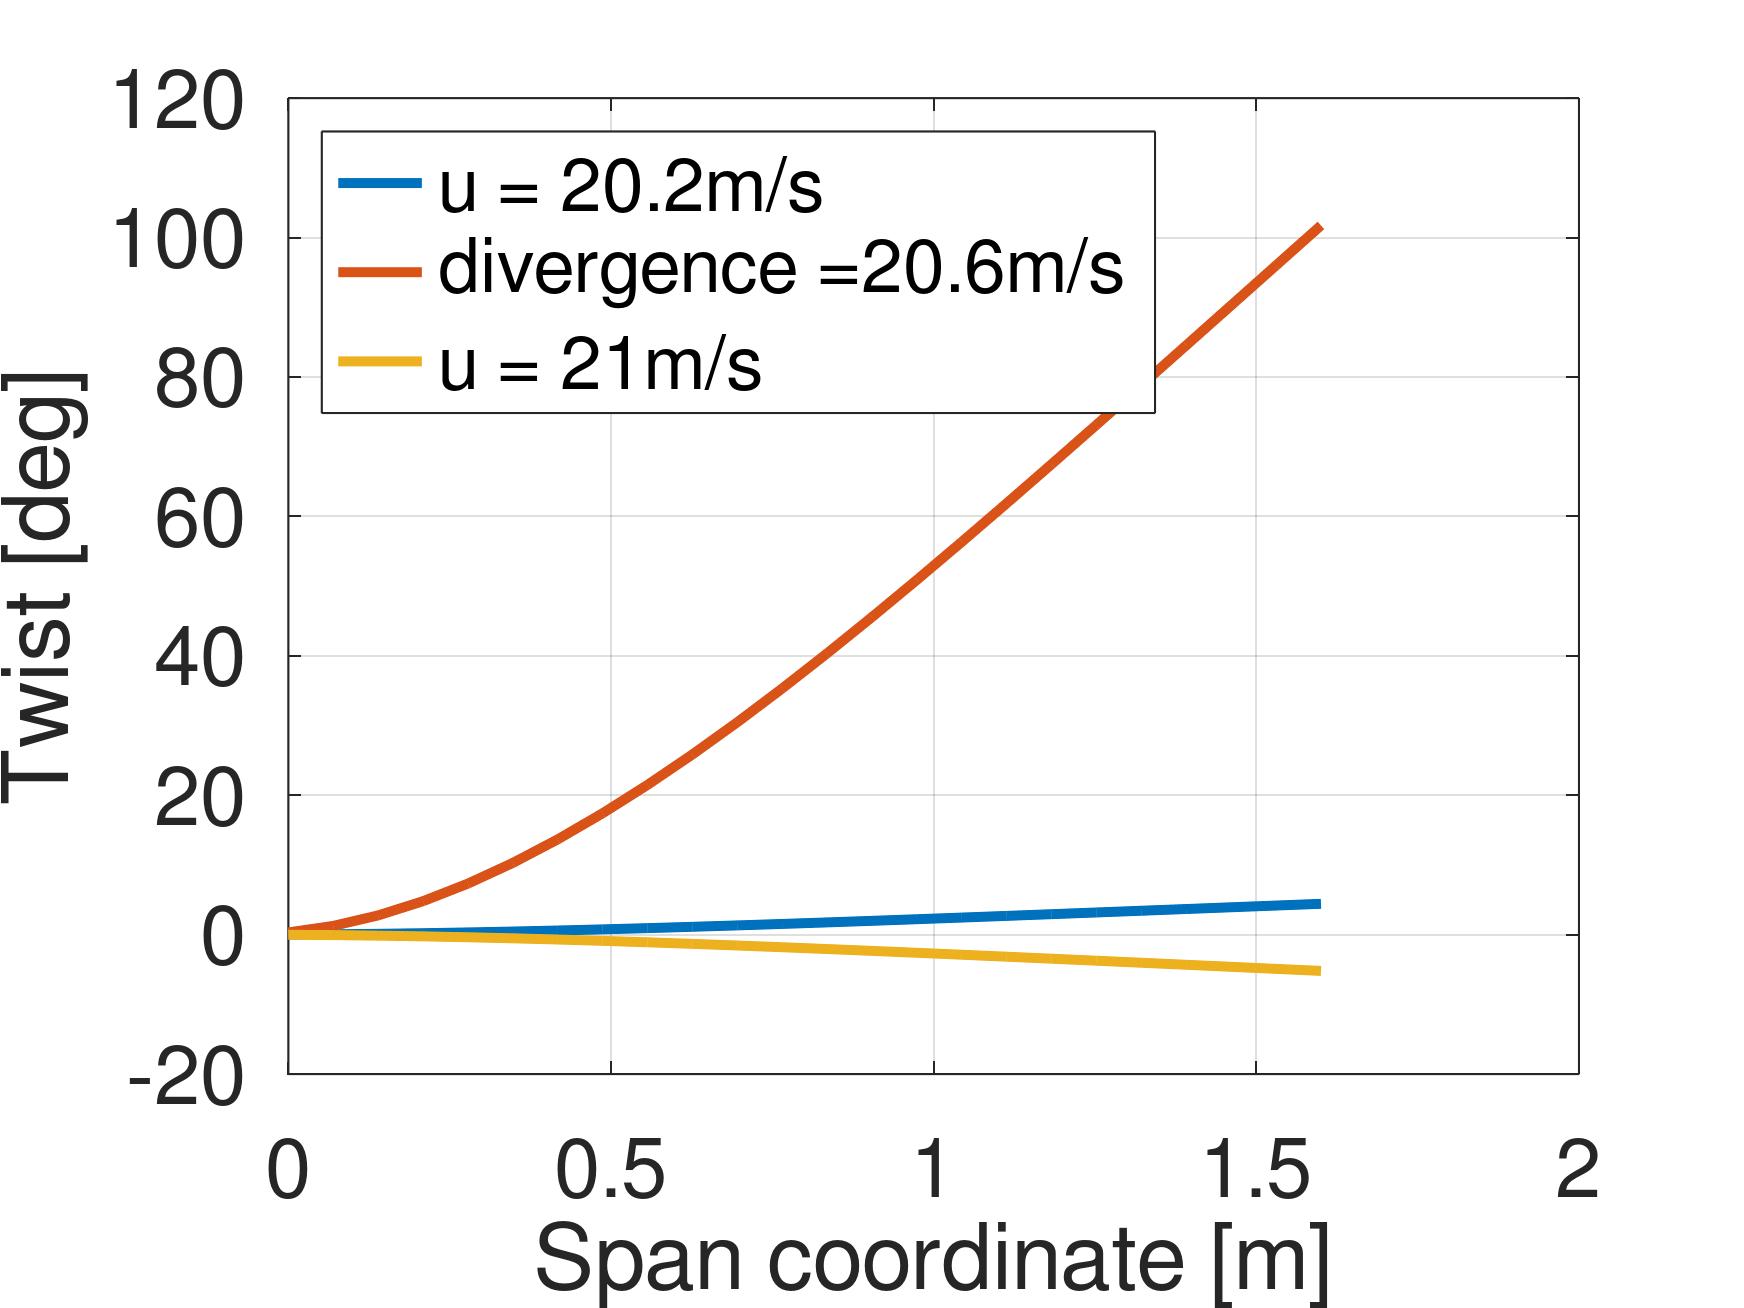 120
100
80
60
40
20
0
-20
Twist [deg]
u = 20.2m/s
divergence =20.6m/s
u = 21m/s
0 0.5 1 1.5 2
Span coordinate [m]